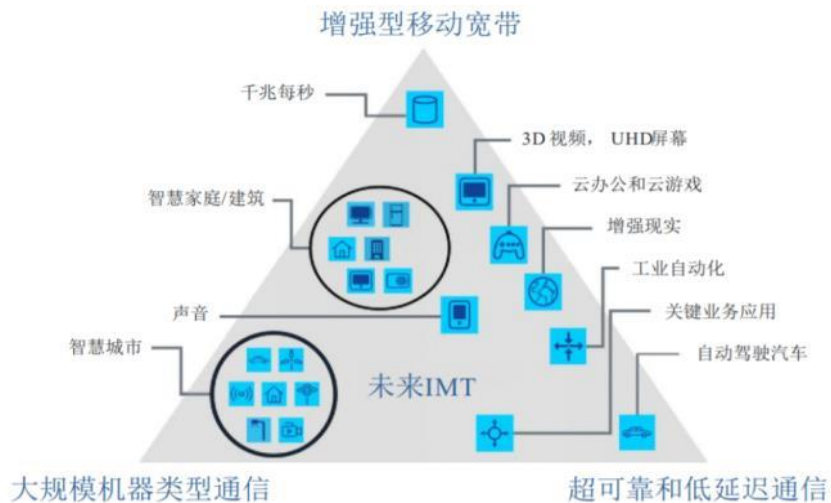 增强型移动宽带
千兆每秒
3D 视频， UHD屏幕
云办公和云游戏
智慧家庭/建筑
增强现实
工业自动化
声音
关键业务应用
智慧城市
自动驾驶汽车
未来IMT
大规模机器类型通信
超可靠和低延迟通信